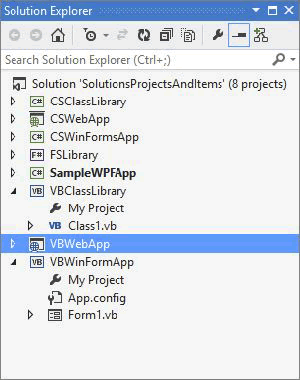 Solution Explorer
Search Solution Explorer (Ctrl+;)
Solution 'SolutionsProjectsAndItems' (8 projects)
C# CSClassLibrary
CSWebApp
C# CSWinFormsApp
F# FSLibrary
C# SampleWPFApp
VB VBClassLibrary
My Project
VB Class1.vb
VBWebApp
VB VBWinFormApp
My Project
App.config
Form1.vb